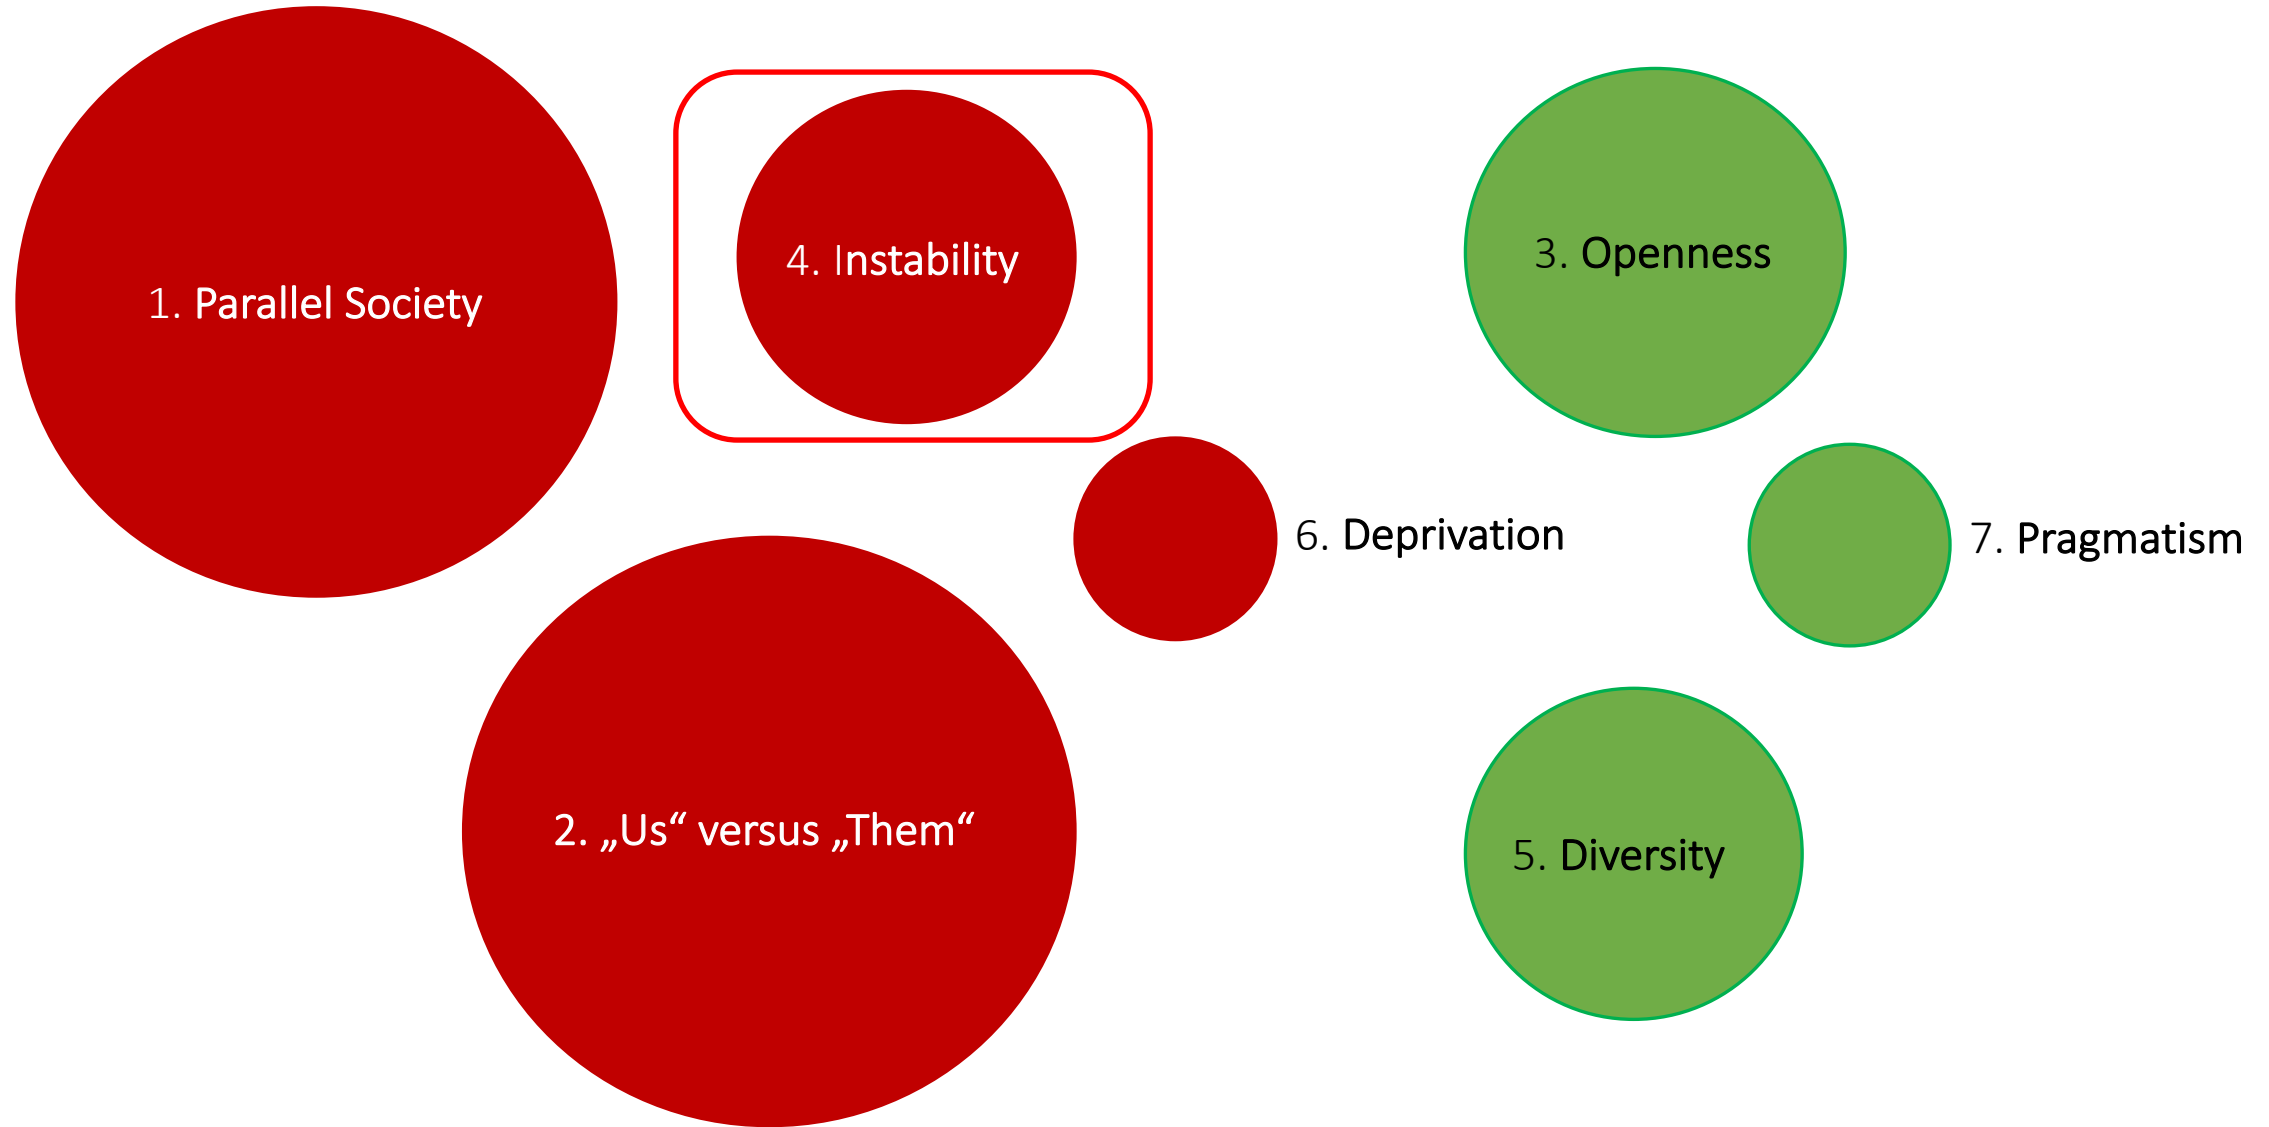 1. Parallel Society
4. Instability
3. Openness
6. Deprivation
7. Pragmatism
2. „Us“ versus „Them“
5. Diversity